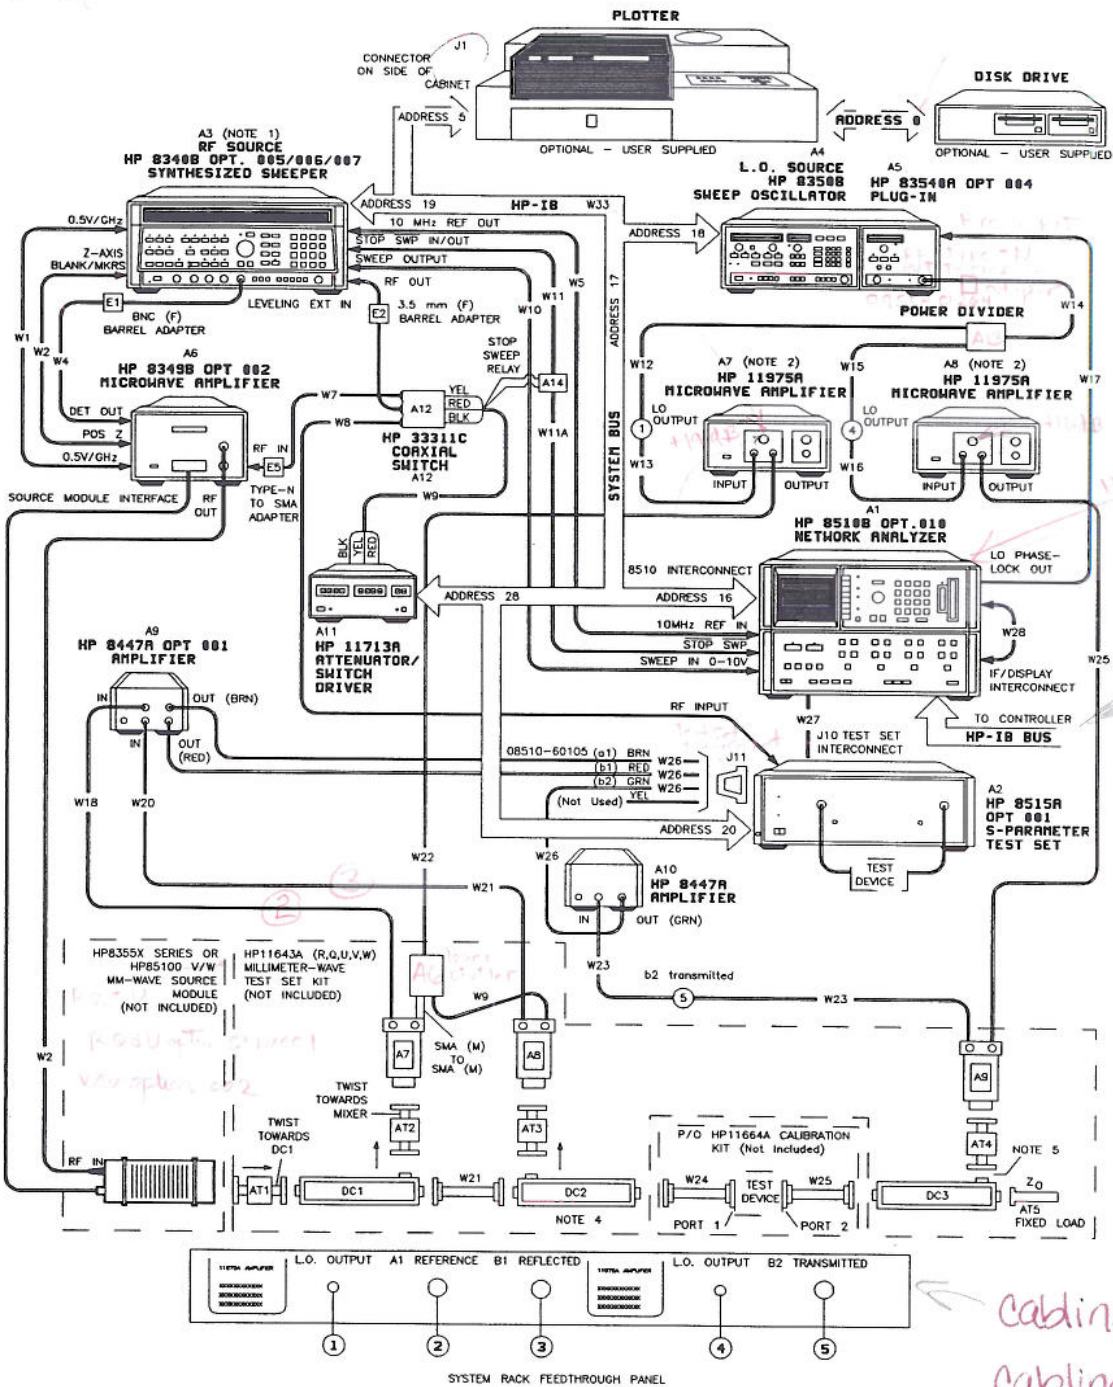 PLOTTER
J1
CONNECTOR
ON SIDE OF
CABINET
DISK DRIVE
ADDRESS 5
ADDRESS 0
OPTIONAL – USER SUPPLIED
OPTIONAL – USER SUPPLIED
A3 (NOTE 1)
RF SOURCE
HP 8340B OPT. 005/006/007
SYNTHESIZED SWEEPER
A4
L.O. SOURCE
HP 8350B
SWEEP OSCILLATOR
A5
HP 83540A OPT 004
PLUG-IN
ADDRESS 19
HP-IB
W33
ADDRESS 18
0.5V/GHz
10 MHz REF OUT
STOP SWP IN/OUT
SWEEP OUTPUT
RF OUT
Z-AXIS
BLANK/MKRS
LEVELING EXT IN
E1
BNC (F)
BARREL ADAPTER
E2
3.5 mm (F)
BARREL ADAPTER
W5
W11
W10
ADDRESS 17
SYSTEM BUS
W14
POWER DIVIDER
W1
W2
W4
A6
HP 8349B OPT 002
MICROWAVE AMPLIFIER
STOP
SWEEP
RELAY
A14
W12
W15
W17
A7 (NOTE 2)
HP 11975A
MICROWAVE AMPLIFIER
A8 (NOTE 2)
HP 11975A
MICROWAVE AMPLIFIER
W7
W8
A12
YEL
RED
BLK
HP 33311C
COAXIAL
SWITCH
A12
W11A
DET OUT
POS Z
0.5V/GHz
RF IN
E5
TYPE-N
TO SMA
ADAPTER
LO
OUTPUT
1
W13
INPUT
OUTPUT
LO
OUTPUT
4
W16
INPUT
OUTPUT
SOURCE MODULE INTERFACE
RF
OUT
W9
BLK
YEL
RED
A1
HP 8510B OPT.010
NETWORK ANALYZER
LO PHASE-
LOCK OUT
8510 INTERCONNECT
ADDRESS 28
ADDRESS 16
10MHz REF IN
STOP SWP
SWEEP IN 0-10V
W28
W25
IF/DISPLAY
INTERCONNECT
A11
HP 11713A
ATTENUATOR/
SWITCH
DRIVER
A9
HP 8447A OPT 001
AMPLIFIER
IN
OUT (BRN)
IN
OUT
(RED)
RF INPUT
W27
J10 TEST SET
INTERCONNECT
TO CONTROLLER
HP-IB BUS
08510-60105 (a1) BRN W26
(b1) RED W26
(b2) GRN W26
(Not Used) YEL
J11
A2
HP 8515A
OPT 001
S-PARAMETER
TEST SET
ADDRESS 20
TEST
DEVICE
W18
W20
W22
W26
W21
A10
HP 8447A
AMPLIFIER
IN
OUT (GRN)
2
3
HP8355X SERIES OR
HP85100 V/W
MM-WAVE SOURCE
MODULE
(NOT INCLUDED)
HP11643A (R,Q,U,V,W)
MILLIMETER-WAVE
TEST SET KIT
(NOT INCLUDED)
W9
W23
b2 transmitted
5
W23
A7
SMA (M)
TO
SMA (M)
A8
A9
W2
TWIST
TOWARDS
MIXER
AT2
AT3
AT4
NOTE 5
TWIST
TOWARDS
DC1
RF IN
AT1
DC1
W21
DC2
NOTE 4
P/O HP11664A CALIBRATION
KIT (Not Included)
W24
TEST
DEVICE
W25
PORT 1
PORT 2
DC3
Z0
AT5
FIXED LOAD
11975A AMPLIFIER
L.O. OUTPUT
A1 REFERENCE
B1 REFLECTED
11975A AMPLIFIER
L.O. OUTPUT
B2 TRANSMITTED
1
2
3
4
5
SYSTEM RACK FEEDTHROUGH PANEL